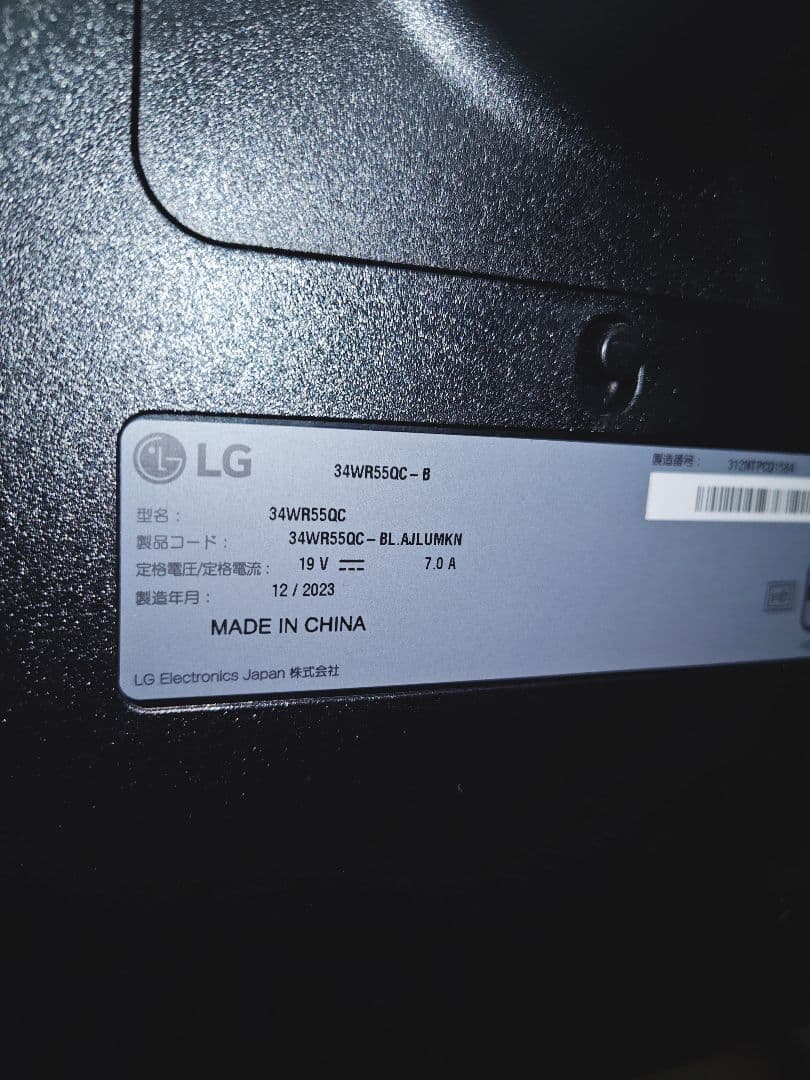 LG
34WR55QC-B
製造番号：
型名： 34WR55QC
製品コード： 34WR55QC-BL.AJLUMKN
定格電圧/定格電流： 19 V 7.0 A
製造年月： 12 / 2023
MADE IN CHINA
LG Electronics Japan 株式会社